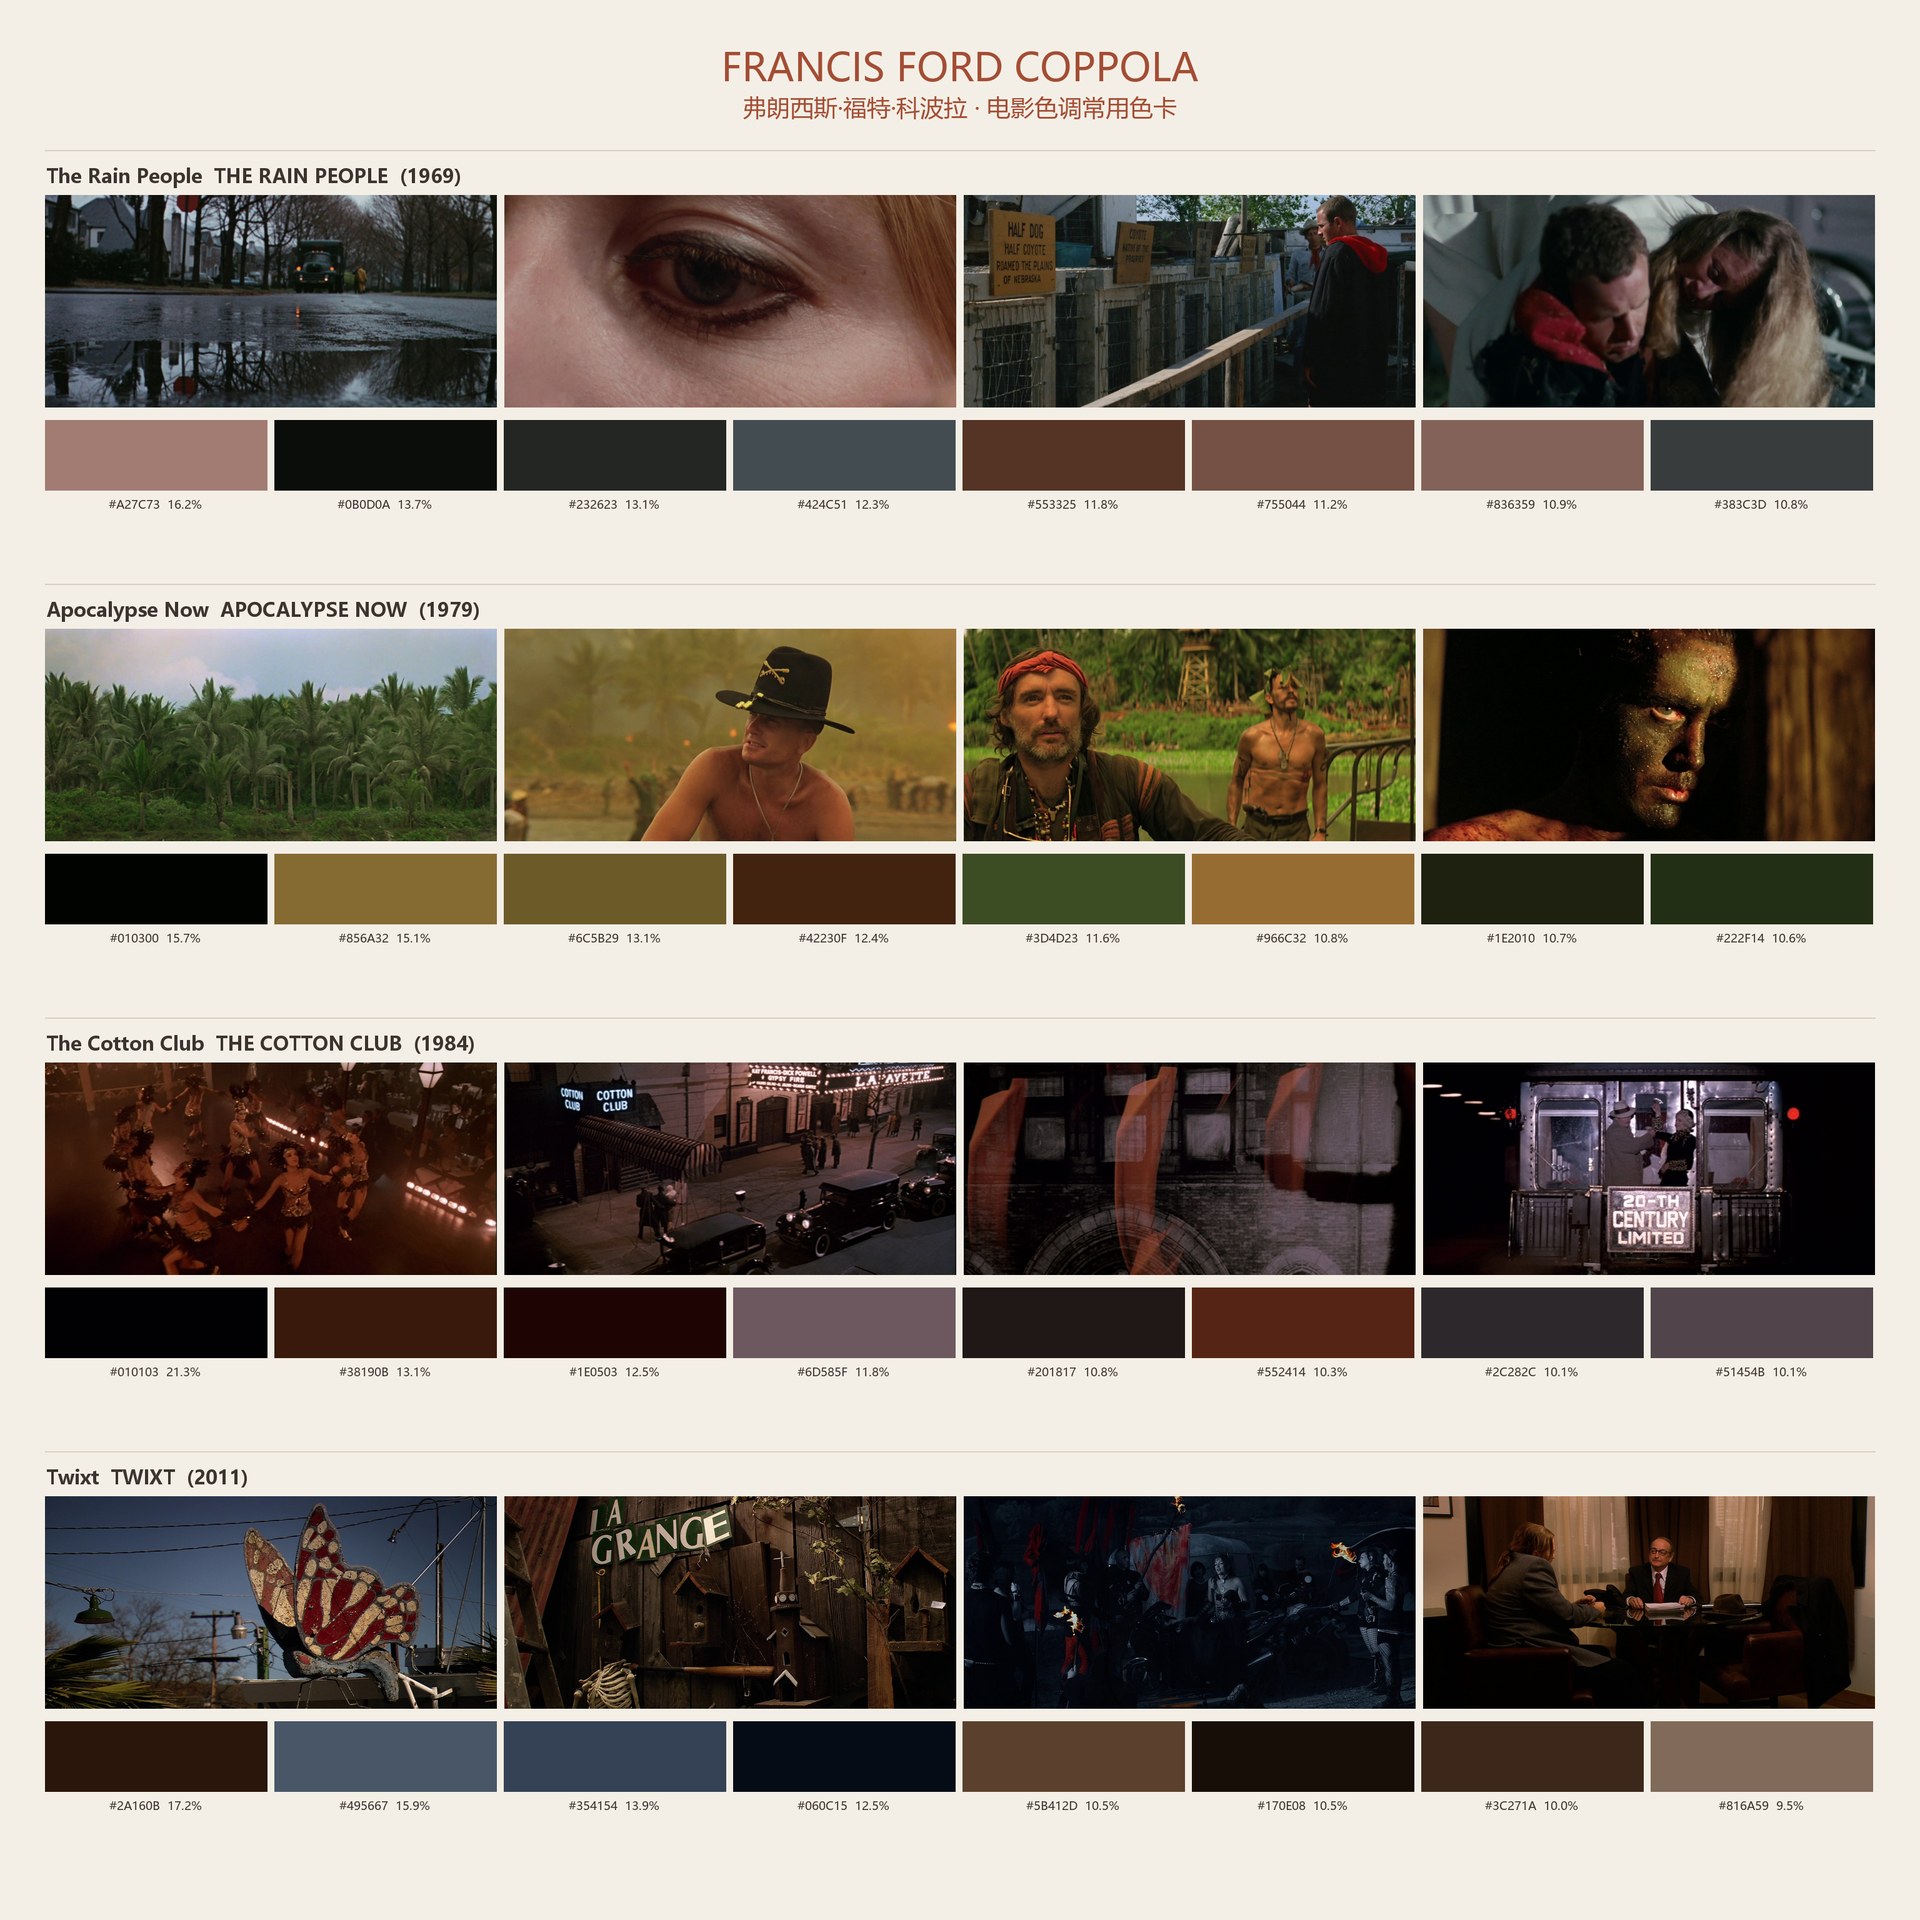 FRANCIS FORD COPPOLA
弗朗西斯·福特·科波拉 · 电影色调常用色卡
The Rain People THE RAIN PEOPLE (1969)
HALF DOG
HALF COYOTE
ROAMED THE PLAINS
OF NEBRASKA
COYOTE
#A27C73 16.2%
#0B0D0A 13.7%
#232623 13.1%
#424C51 12.3%
#553325 11.8%
#755044 11.2%
#836359 10.9%
#383C3D 10.8%
Apocalypse Now APOCALYPSE NOW (1979)
#010300 15.7%
#856A32 15.1%
#6C5B29 13.1%
#42230F 12.4%
#3D4D23 11.6%
#966C32 10.8%
#1E2010 10.7%
#222F14 10.6%
The Cotton Club THE COTTON CLUB (1984)
COTTON CLUB
COTTON CLUB
KAY FRANCIS-DICK POWELL
GYPSY FIRE
LAFAYETTE
20-TH
CENTURY
LIMITED
#010103 21.3%
#38190B 13.1%
#1E0503 12.5%
#6D585F 11.8%
#201817 10.8%
#552414 10.3%
#2C282C 10.1%
#51454B 10.1%
Twixt TWIXT (2011)
LA
GRANGE
#2A160B 17.2%
#495667 15.9%
#354154 13.9%
#060C15 12.5%
#5B412D 10.5%
#170E08 10.5%
#3C271A 10.0%
#816A59 9.5%